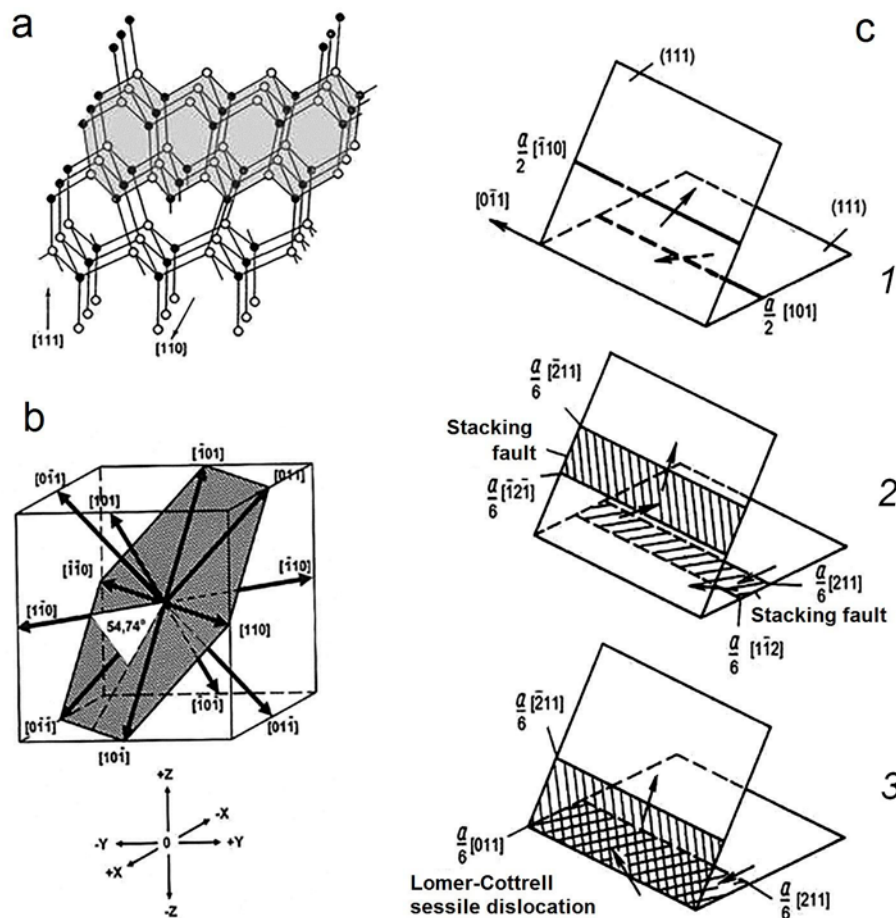 a
[111]
[110]
b
[1̄01]
[01̄1]
[011]
[101]
[1̄1̄0]
[1̄10]
[11̄0]
54,74°
[110]
[1̄01̄]
[01̄1̄]
[101̄]
[011̄]
+Z
-X
-Y
0
+Y
+X
-Z
c
(111)
a/2 [1̄10]
[01̄1]
(111)
1
a/2 [101]
a/6 [2̄11]
Stacking
fault
2
a/6 [1̄21̄]
a/6 [211]
Stacking fault
a/6 [11̄2]
a/6 [2̄11]
3
a/6 [011]
Lomer-Cottrell
sessile dislocation
a/6 [211]